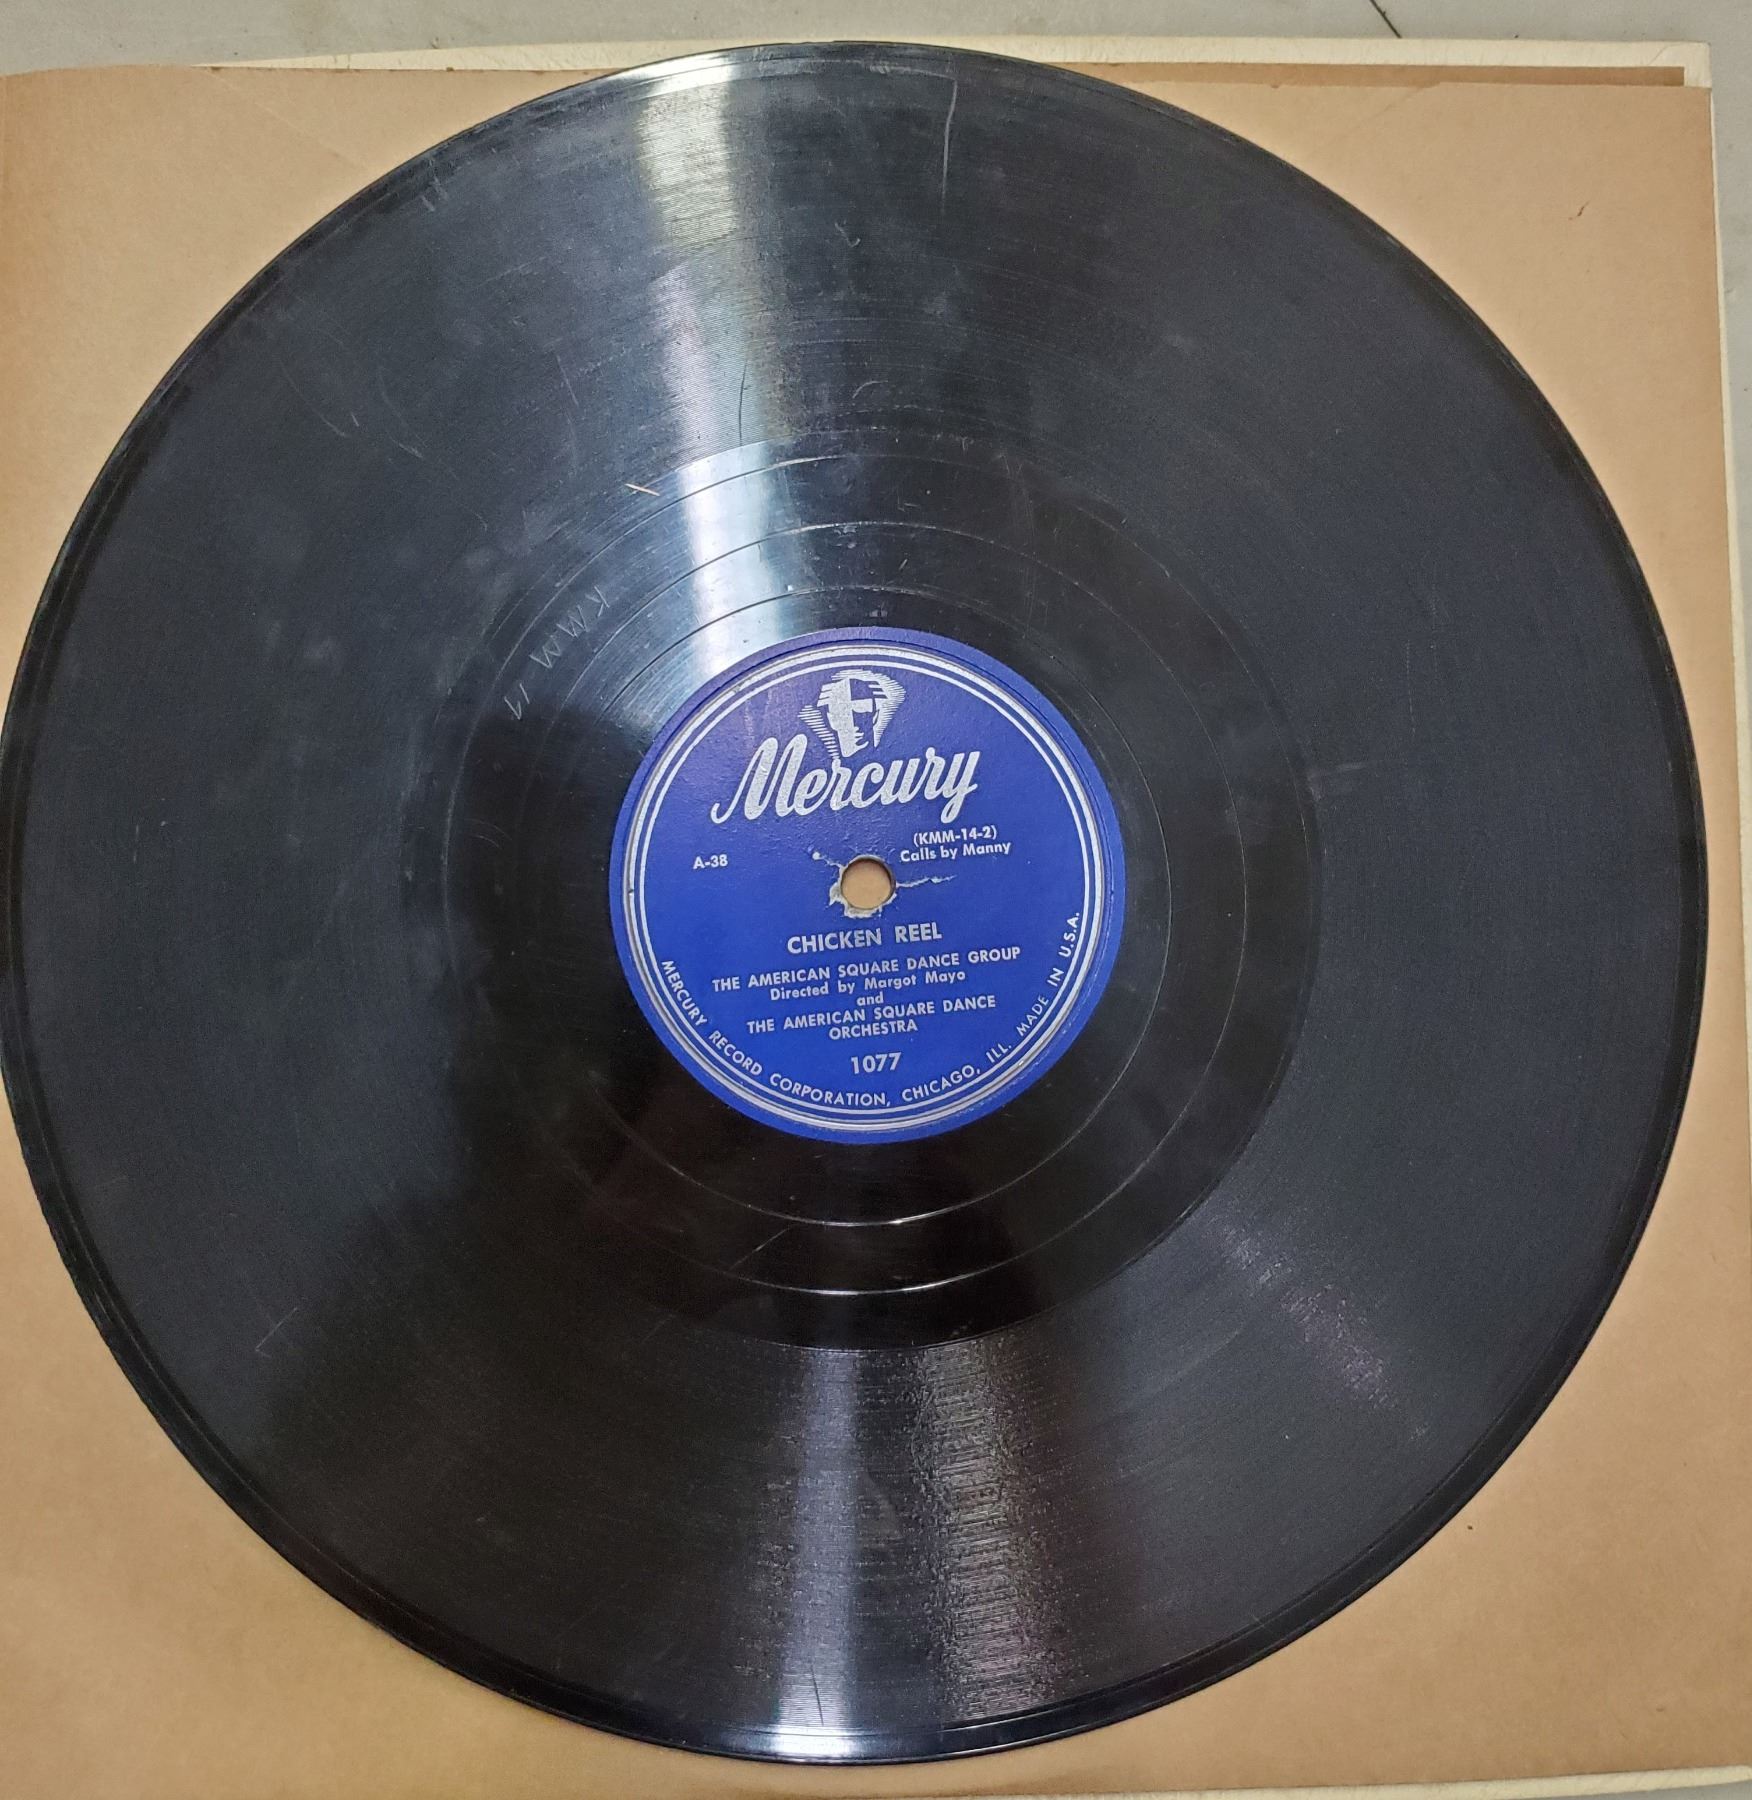 Mercury
(KMM-14-2)
A-38
Calls by Manny
CHICKEN REEL
THE AMERICAN SQUARE DANCE GROUP
Directed by Margot Mayo
and
THE AMERICAN SQUARE DANCE
ORCHESTRA
1077
MERCURY RECORD CORPORATION, CHICAGO, ILL. MADE IN U.S.A.
KMM